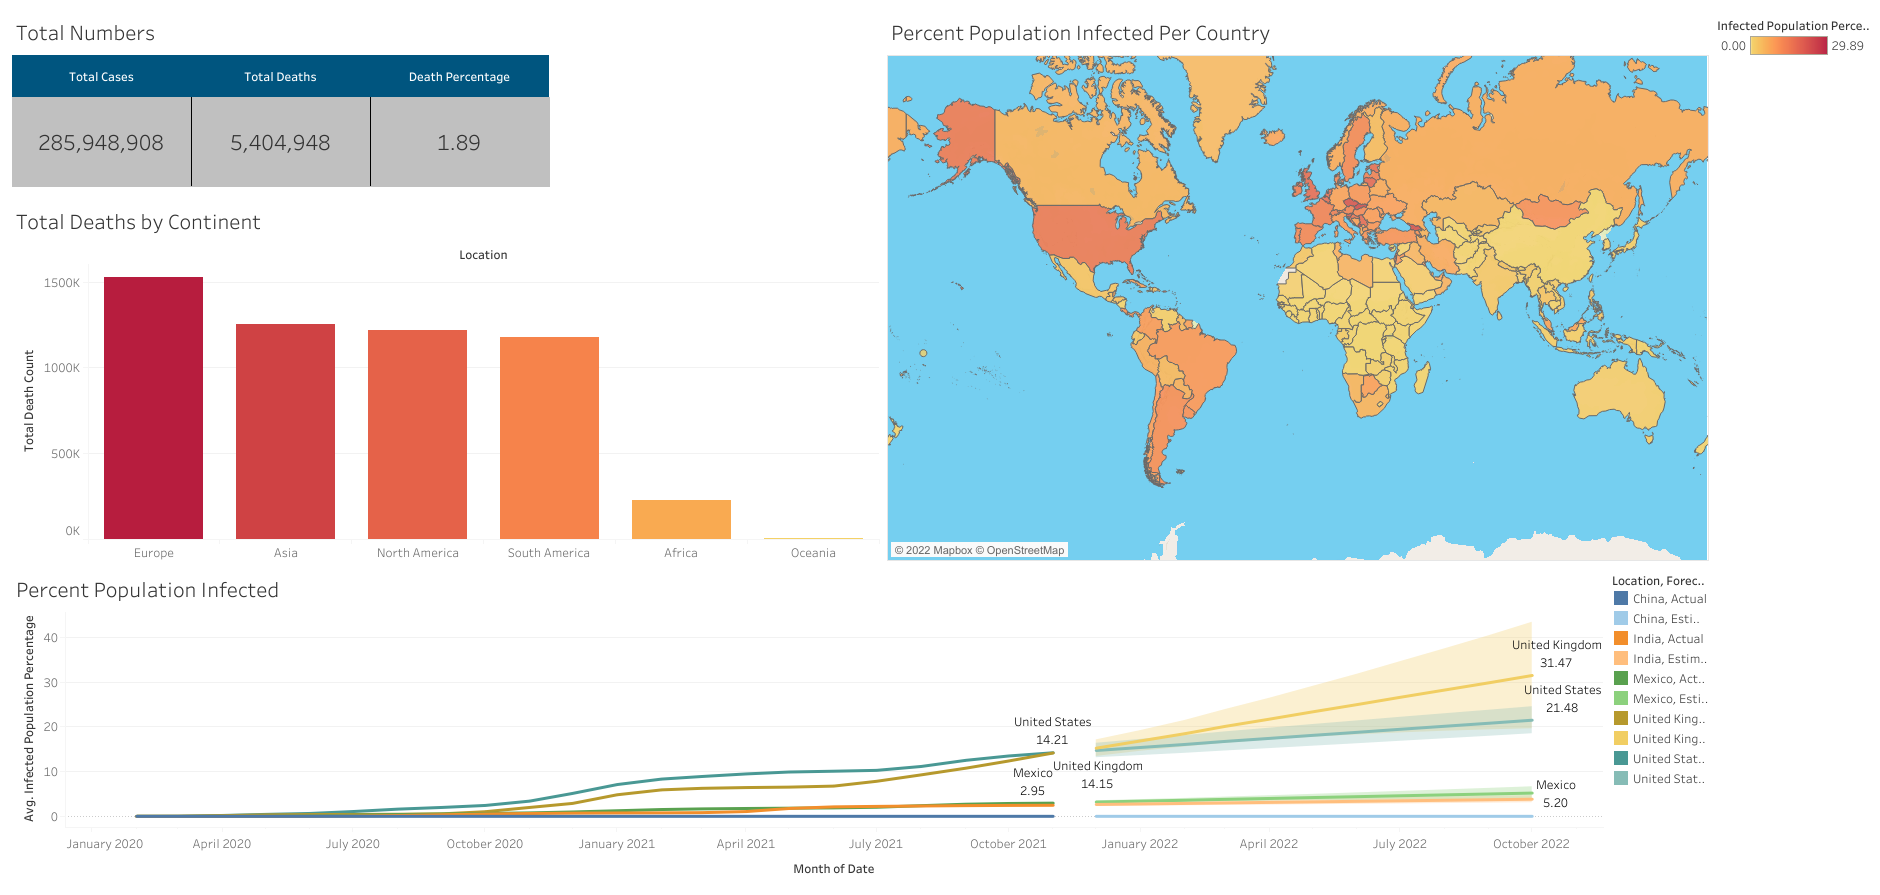 Total Numbers
Total Cases
Total Deaths
Death Percentage
285,948,908
5,404,948
1.89
Total Deaths by Continent
Location
Total Death Count
1500K
1000K
500K
0K
Europe
Asia
North America
South America
Africa
Oceania
Percent Population Infected Per Country
© 2022 Mapbox © OpenStreetMap
Infected Population Perce..
0.00
29.89
Percent Population Infected
Avg. Infected Population Percentage
40
30
20
10
0
United States
14.21
Mexico
2.95
United Kingdom
14.15
United Kingdom
31.47
United States
21.48
Mexico
5.20
January 2020
April 2020
July 2020
October 2020
January 2021
April 2021
July 2021
October 2021
January 2022
April 2022
July 2022
October 2022
Month of Date
Location, Forec..
China, Actual
China, Esti..
India, Actual
India, Estim..
Mexico, Act..
Mexico, Esti..
United King..
United King..
United Stat..
United Stat..